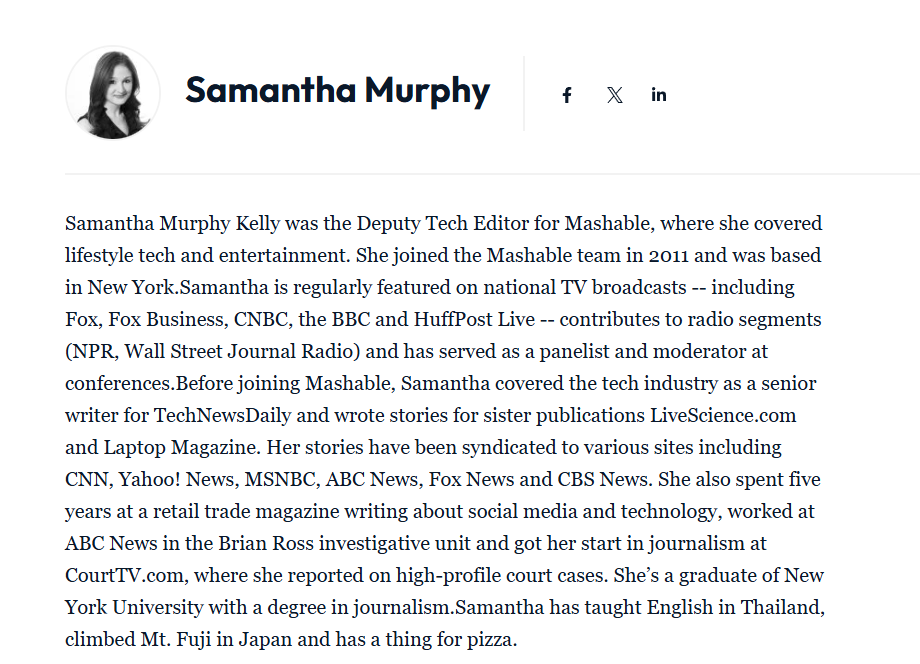 Samantha Murphy
Samantha Murphy Kelly was the Deputy Tech Editor for Mashable, where she covered
lifestyle tech and entertainment. She joined the Mashable team in 2011 and was based
in New York.Samantha is regularly featured on national TV broadcasts -- including
Fox, Fox Business, CNBC, the BBC and HuffPost Live -- contributes to radio segments
(NPR, Wall Street Journal Radio) and has served as a panelist and moderator at
conferences.Before joining Mashable, Samantha covered the tech industry as a senior
writer for TechNewsDaily and wrote stories for sister publications LiveScience.com
and Laptop Magazine. Her stories have been syndicated to various sites including
CNN, Yahoo! News, MSNBC, ABC News, Fox News and CBS News. She also spent five
years at a retail trade magazine writing about social media and technology, worked at
ABC News in the Brian Ross investigative unit and got her start in journalism at
CourtTV.com, where she reported on high-profile court cases. She’s a graduate of New
York University with a degree in journalism.Samantha has taught English in Thailand,
climbed Mt. Fuji in Japan and has a thing for pizza.